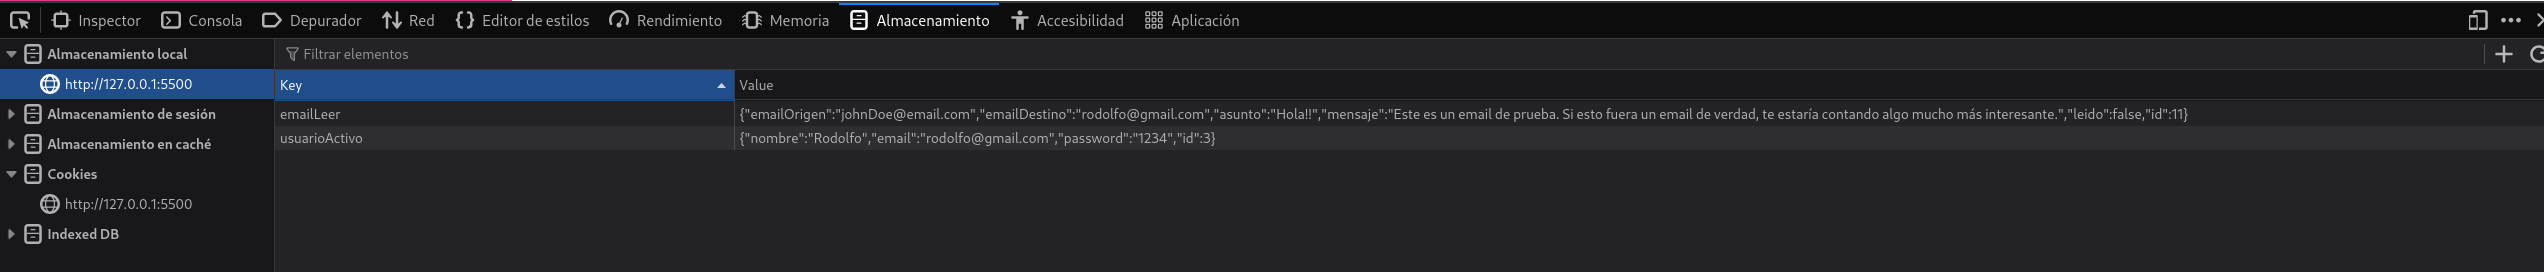 Inspector Consola Depurador Red Editor de estilos Rendimiento Memoria Almacenamiento Accesibilidad Aplicación
Almacenamiento local
http://127.0.0.1:5500
Almacenamiento de sesión
Almacenamiento en caché
Cookies
http://127.0.0.1:5500
Indexed DB
Filtrar elementos
Key Value
emailLeer {"emailOrigen":"johnDoe@email.com","emailDestino":"rodolfo@gmail.com","asunto":"Hola!!","mensaje":"Este es un email de prueba. Si esto fuera un email de verdad, te estaría contando algo mucho más interesante.","leido":false,"id":11}
usuarioActivo {"nombre":"Rodolfo","email":"rodolfo@gmail.com","password":"1234","id":3}